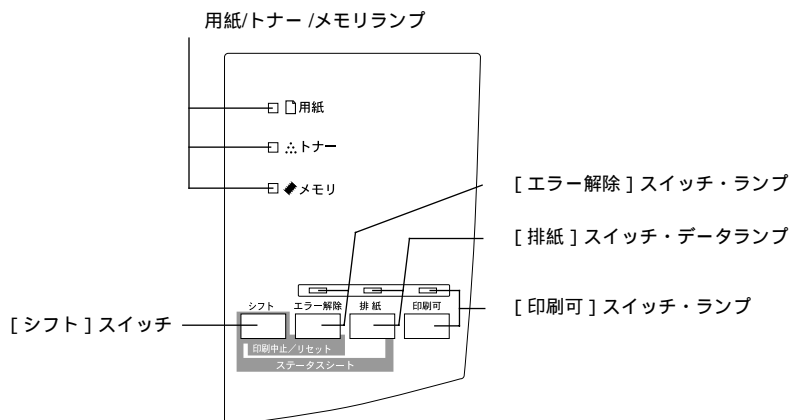 用紙/トナー /メモリランプ
用紙
トナー
メモリ
[ エラー解除 ] スイッチ・ランプ
[ 排紙 ] スイッチ・データランプ
[ 印刷可 ] スイッチ・ランプ
シフト エラー解除 排 紙 印刷可
[ シフト ] スイッチ
印刷中止/リセット
ステータスシート